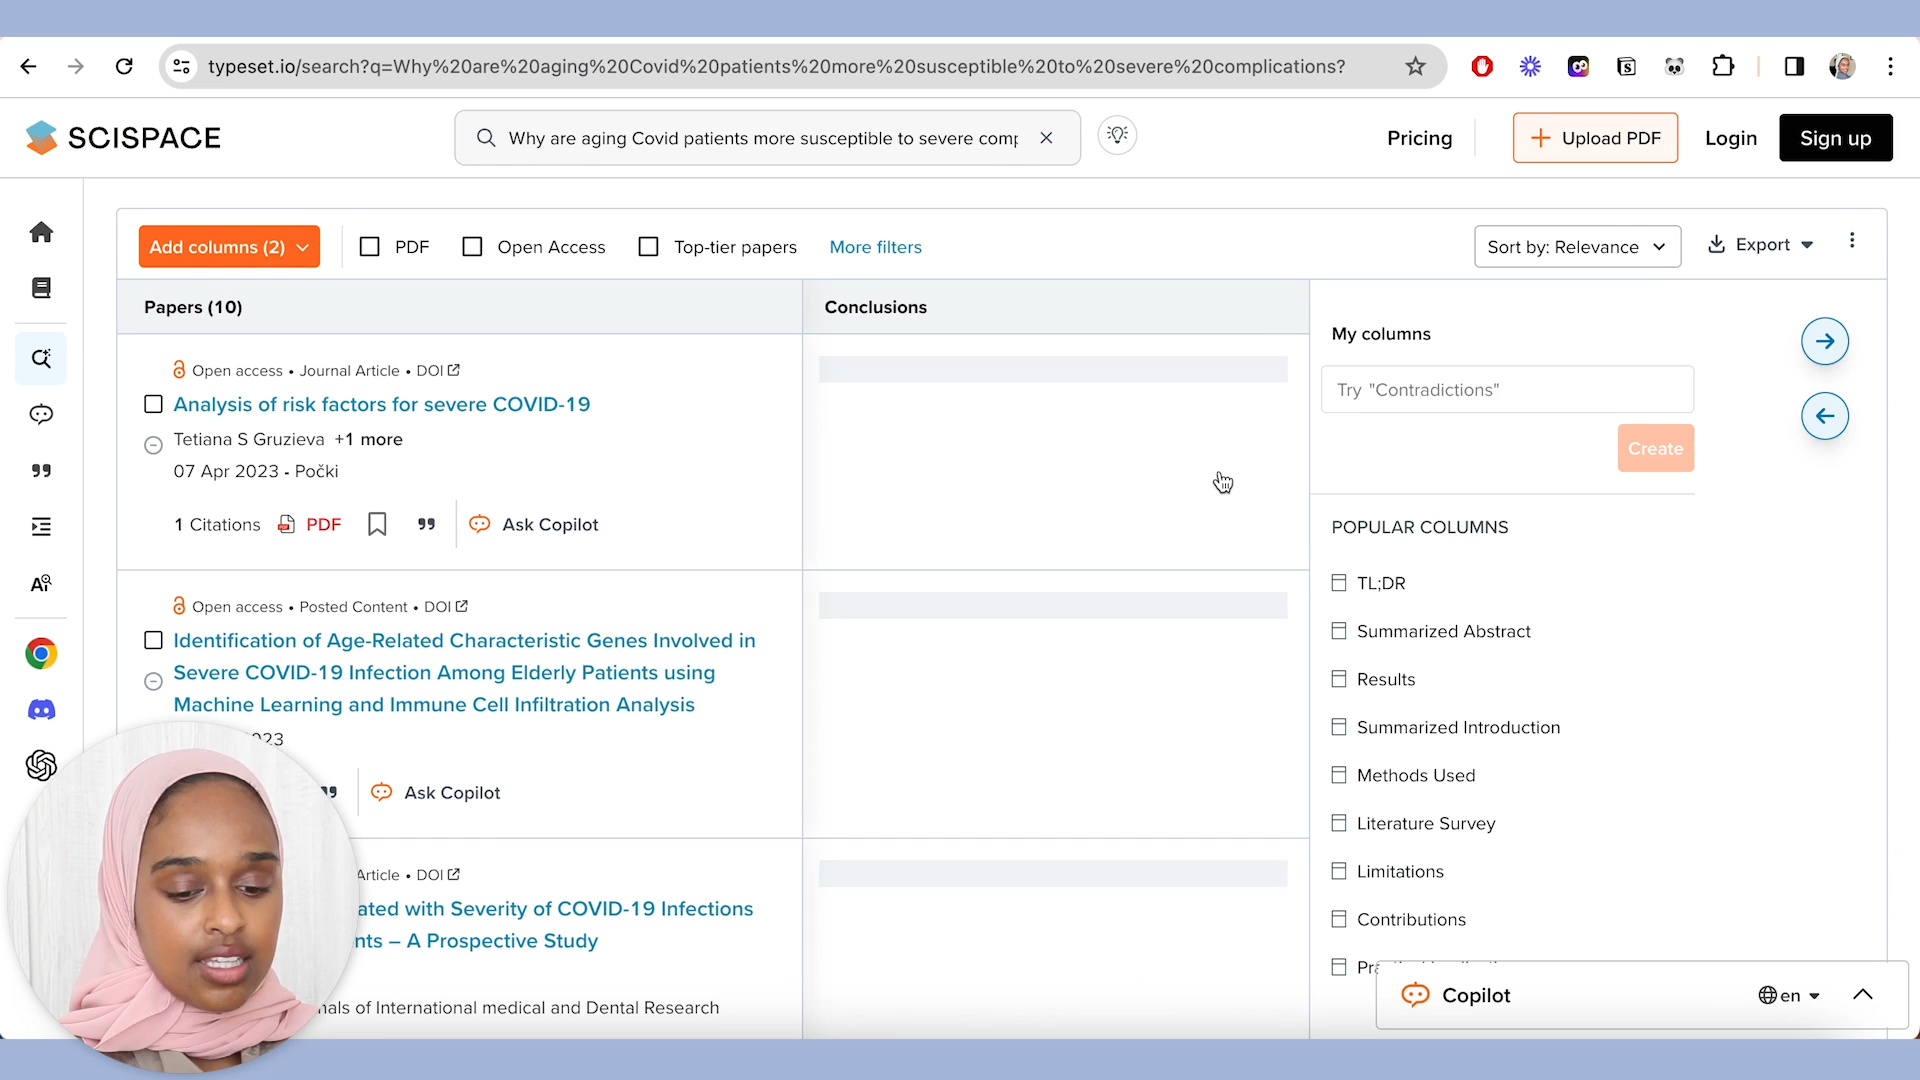 typeset.io/search?q=Why%20are%20aging%20Covid%20patients%20more%20susceptible%20to%20severe%20complications?
SCISPACE
Why are aging Covid patients more susceptible to severe comp
Pricing
Upload PDF
Login
Sign up
Add columns (2)
PDF
Open Access
Top-tier papers
More filters
Sort by: Relevance
Export
Papers (10)
Conclusions
Open access • Journal Article • DOI
Analysis of risk factors for severe COVID-19
Tetiana S Gruzieva +1 more
07 Apr 2023 - Počki
1 Citations
PDF
Ask Copilot
Open access • Posted Content • DOI
Identification of Age-Related Characteristic Genes Involved in
Severe COVID-19 Infection Among Elderly Patients using
Machine Learning and Immune Cell Infiltration Analysis
023
Ask Copilot
Article • DOI
ated with Severity of COVID-19 Infections
nts – A Prospective Study
nals of International medical and Dental Research
My columns
Try "Contradictions"
Create
POPULAR COLUMNS
TL;DR
Summarized Abstract
Results
Summarized Introduction
Methods Used
Literature Survey
Limitations
Contributions
Copilot
en